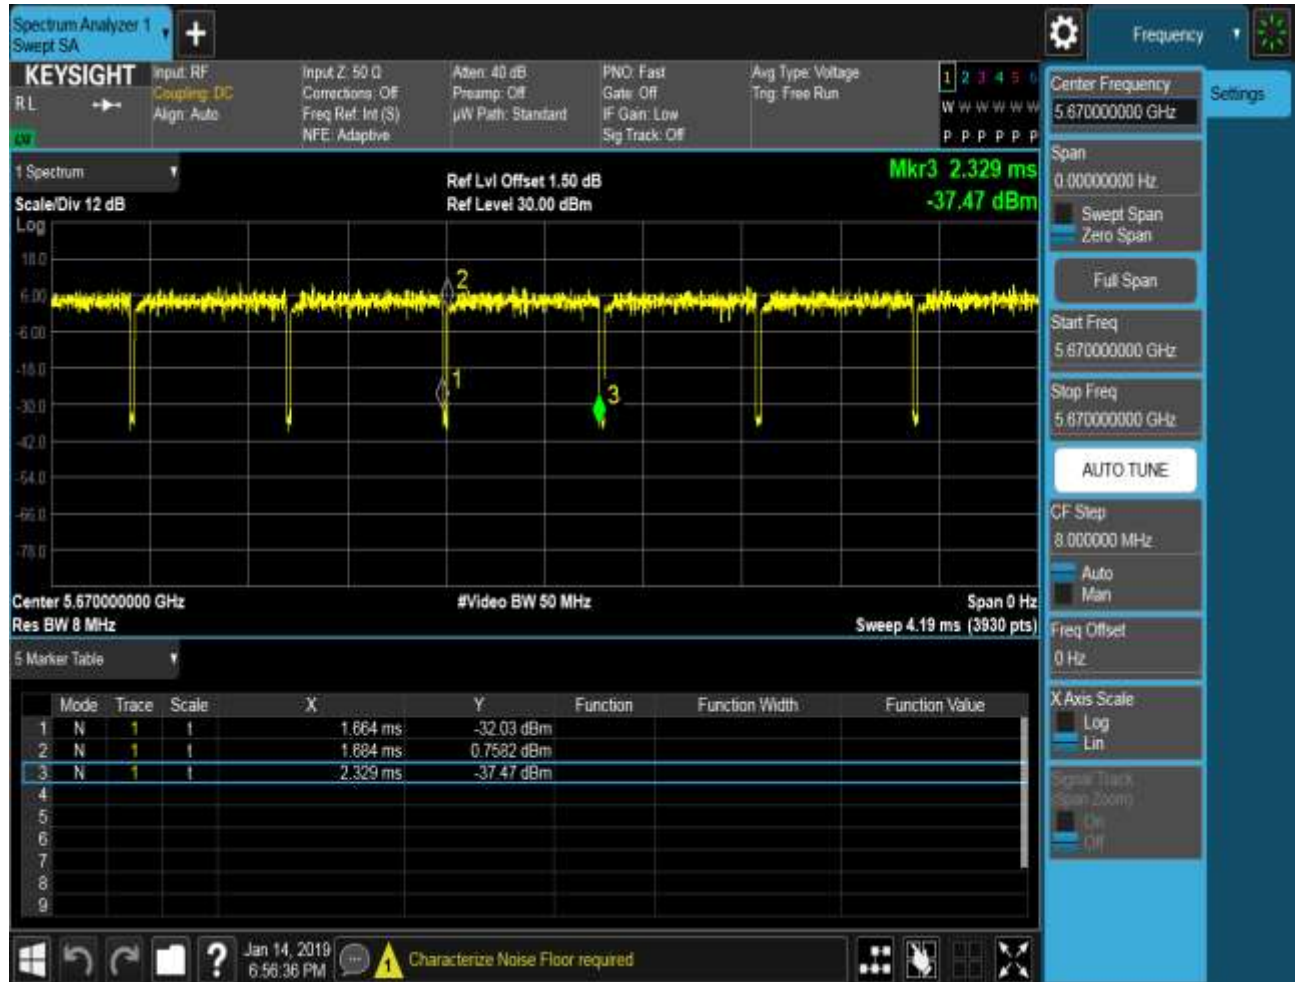 Spectrum Analyzer 1
Swept SA
Frequency
KEYSIGHT
R L
Input: RF
Coupling: DC
Align: Auto
Input Z: 50 Ω
Corrections: Off
Freq Ref: Int (S)
NFE: Adaptive
Atten: 40 dB
Preamp: Off
µW Path: Standard
PNO: Fast
Gate: Off
IF Gain: Low
Sig Track: Off
Avg Type: Voltage
Trig: Free Run
1 2 3 4 5 6
W W W W W W
P P P P P P
1 Spectrum
Scale/Div 12 dB
Ref Lvl Offset 1.50 dB
Ref Level 30.00 dBm
Mkr3 2.329 ms
-37.47 dBm
Log
18.0
6.00
-6.00
-18.0
-30.0
-42.0
-54.0
-66.0
-78.0
2
1
3
Center 5.670000000 GHz
Res BW 8 MHz
#Video BW 50 MHz
Span 0 Hz
Sweep 4.19 ms (3930 pts)
5 Marker Table
Mode Trace Scale X Y Function Function Width Function Value
1 N 1 t 1.664 ms -32.03 dBm
2 N 1 t 1.684 ms 0.7582 dBm
3 N 1 t 2.329 ms -37.47 dBm
4
5
6
7
8
9
?
Jan 14, 2019
6:56:36 PM
1
Characterize Noise Floor required
Center Frequency
5.670000000 GHz
Settings
Span
0.00000000 Hz
Swept Span
Zero Span
Full Span
Start Freq
5.670000000 GHz
Stop Freq
5.670000000 GHz
AUTO TUNE
CF Step
8.000000 MHz
Auto
Man
Freq Offset
0 Hz
X Axis Scale
Log
Lin
Signal Track
(Span Zoom)
On
Off